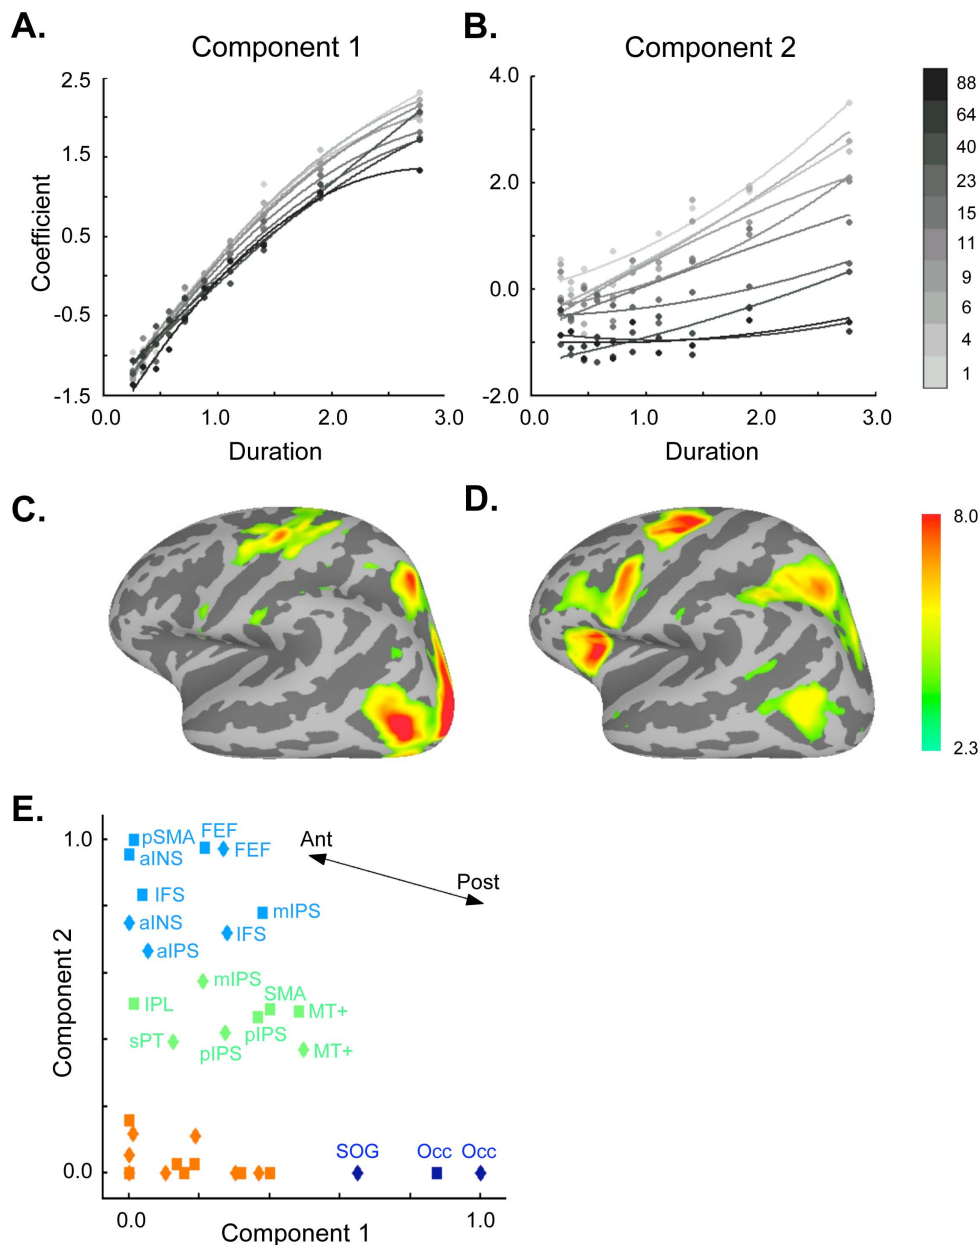 A.
Component 1
B.
Component 2
2.5
1.5
0.5
-0.5
-1.5
Coefficient
0.0
1.0
2.0
3.0
Duration
4.0
2.0
0.0
-2.0
0.0
1.0
2.0
3.0
Duration
88
64
40
23
15
11
9
6
4
1
C.
D.
8.0
2.3
E.
1.0
0.0
Component 2
pSMA
FEF
FEF
aINS
IFS
mIPS
aINS
IFS
aIPS
mIPS
IPL
SMA
MT+
sPT
pIPS
pIPS
MT+
Ant
Post
SOG
Occ
Occ
0.0
1.0
Component 1